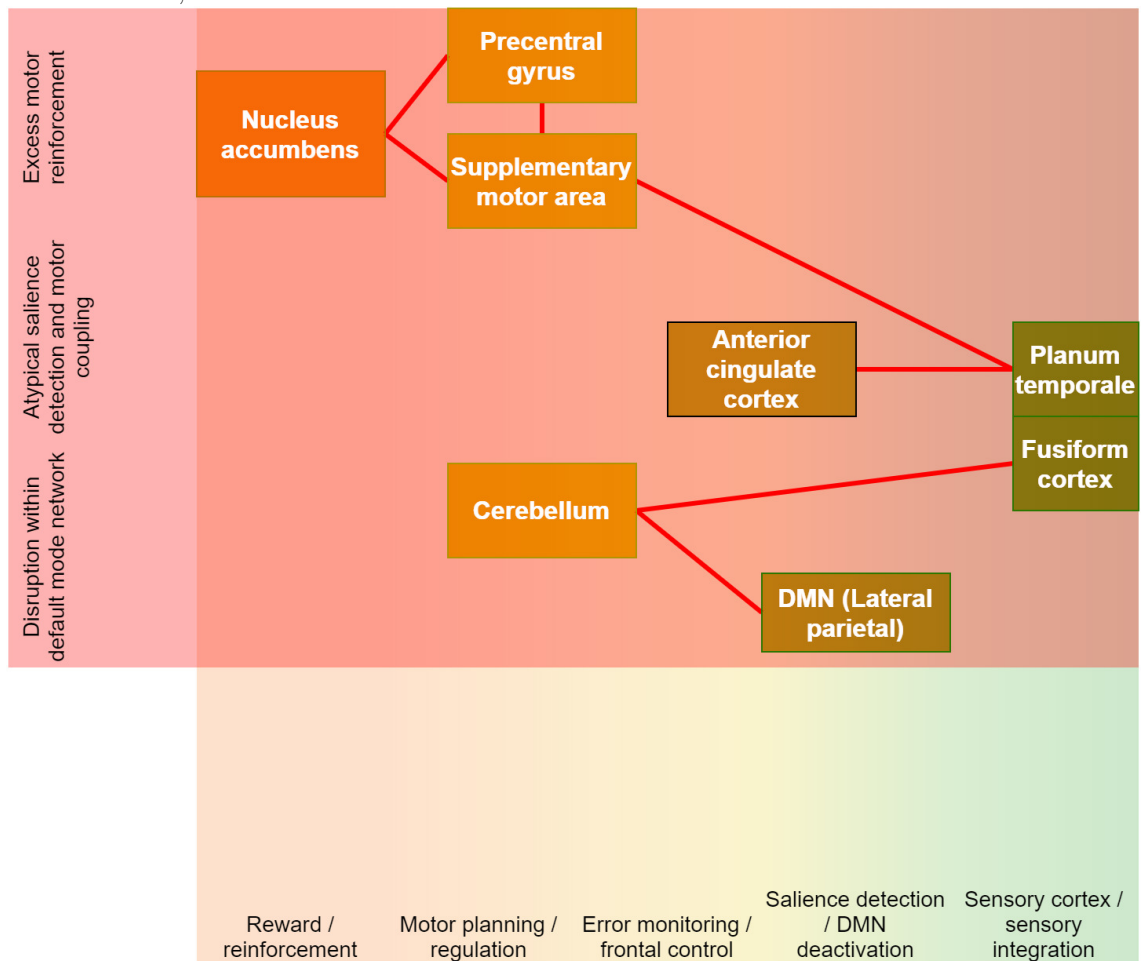 Excess motor
reinforcement
Precentral
gyrus
Nucleus
accumbens
Supplementary
motor area
Atypical salience
detection and motor
coupling
Anterior
cingulate
cortex
Planum
temporale
Fusiform
cortex
Disruption within
default mode network
Cerebellum
DMN (Lateral
parietal)
Reward /
reinforcement
Motor planning /
regulation
Error monitoring /
frontal control
Salience detection
/ DMN
deactivation
Sensory cortex /
sensory
integration